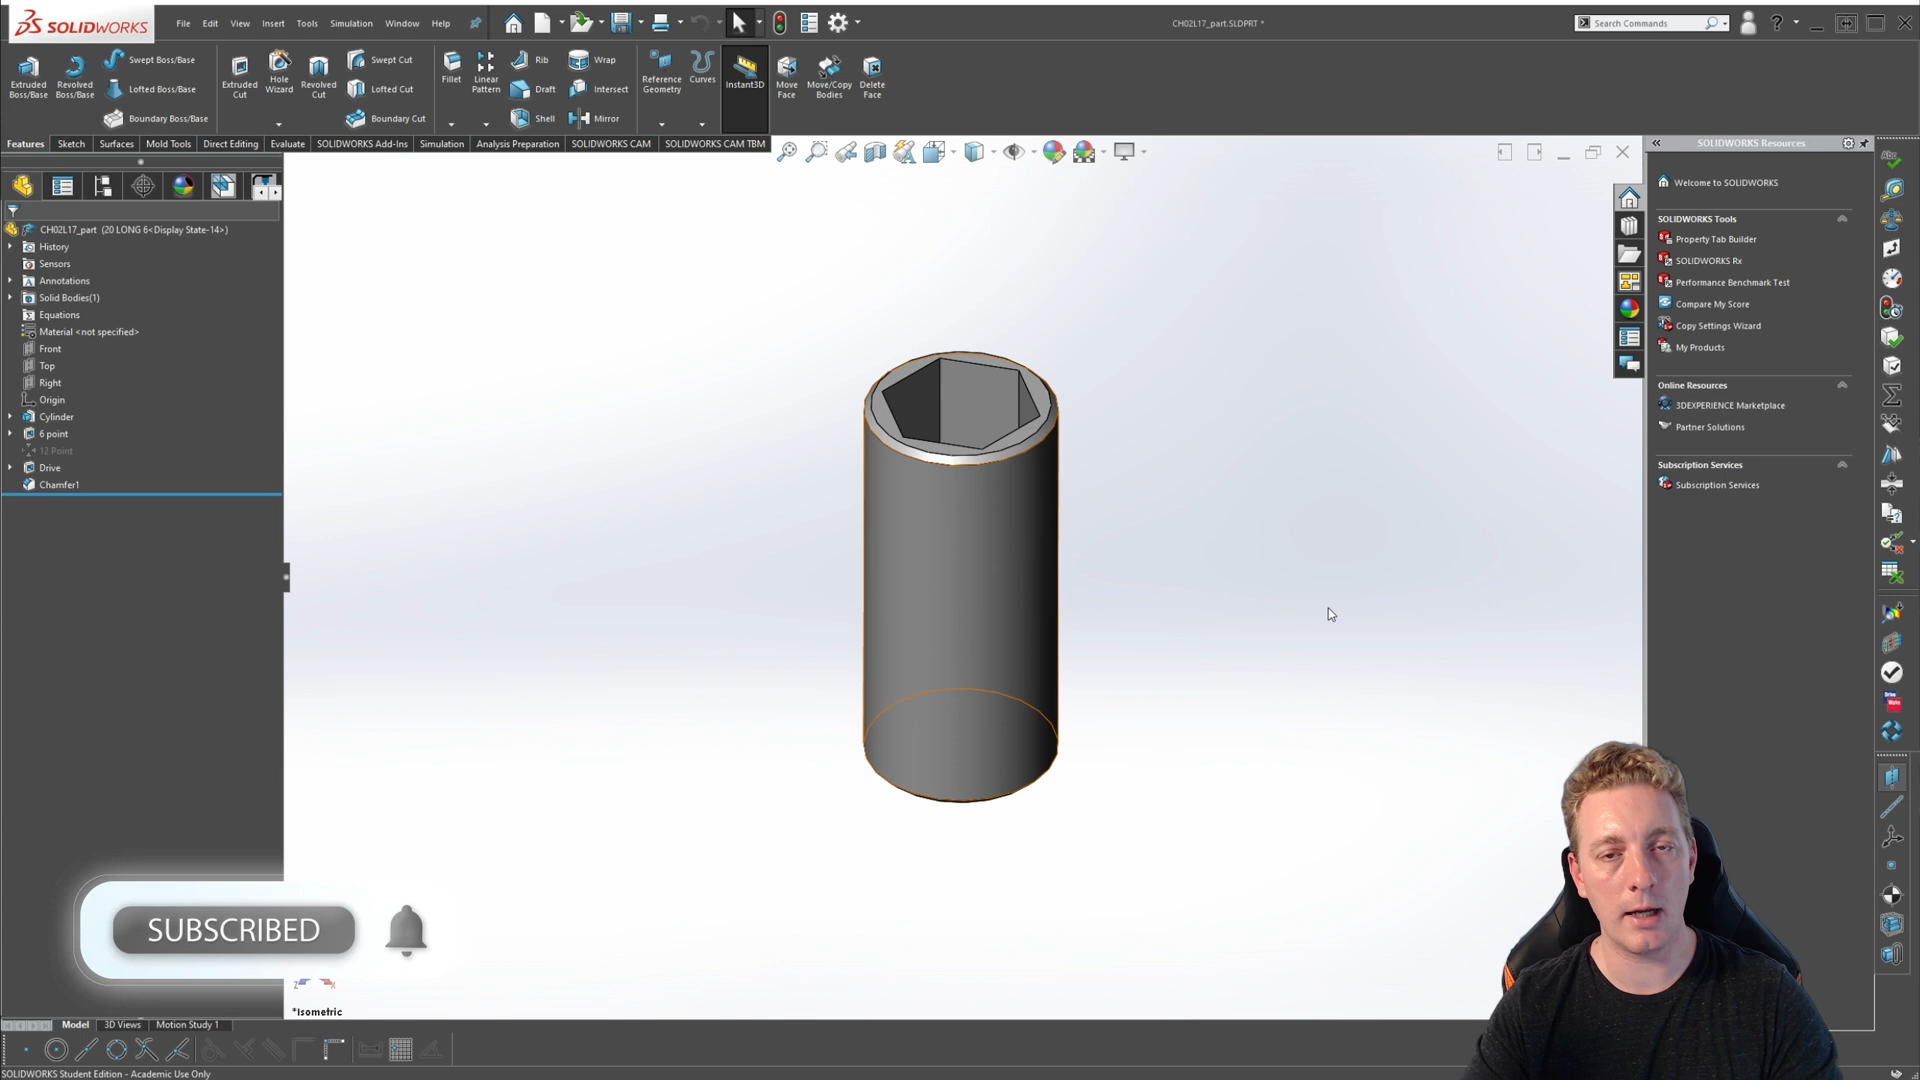 SOLIDWORKS
File Edit View Insert Tools Simulation Window Help
CH02L17_part.SLDPRT *
Search Commands
Extruded Boss/Base
Revolved Boss/Base
Swept Boss/Base
Lofted Boss/Base
Boundary Boss/Base
Extruded Cut
Hole Wizard
Revolved Cut
Swept Cut
Lofted Cut
Boundary Cut
Fillet
Linear Pattern
Rib
Draft
Shell
Wrap
Intersect
Mirror
Reference Geometry
Curves
Instant3D
Move Face
Move/Copy Bodies
Delete Face
Features Sketch Surfaces Mold Tools Direct Editing Evaluate SOLIDWORKS Add-Ins Simulation Analysis Preparation SOLIDWORKS CAM SOLIDWORKS CAM TBM
CH02L17_part (20 LONG 6<Display State-14>)
History
Sensors
Annotations
Solid Bodies(1)
Equations
Material <not specified>
Front
Top
Right
Origin
Cylinder
6 point
12 Point
Drive
Chamfer1
SOLIDWORKS Resources
Welcome to SOLIDWORKS
SOLIDWORKS Tools
Property Tab Builder
SOLIDWORKS Rx
Performance Benchmark Test
Compare My Score
Copy Settings Wizard
My Products
Online Resources
3DEXPERIENCE Marketplace
Partner Solutions
Subscription Services
Subscription Services
SUBSCRIBED
*Isometric
Model 3D Views Motion Study 1
SOLIDWORKS Student Edition - Academic Use Only